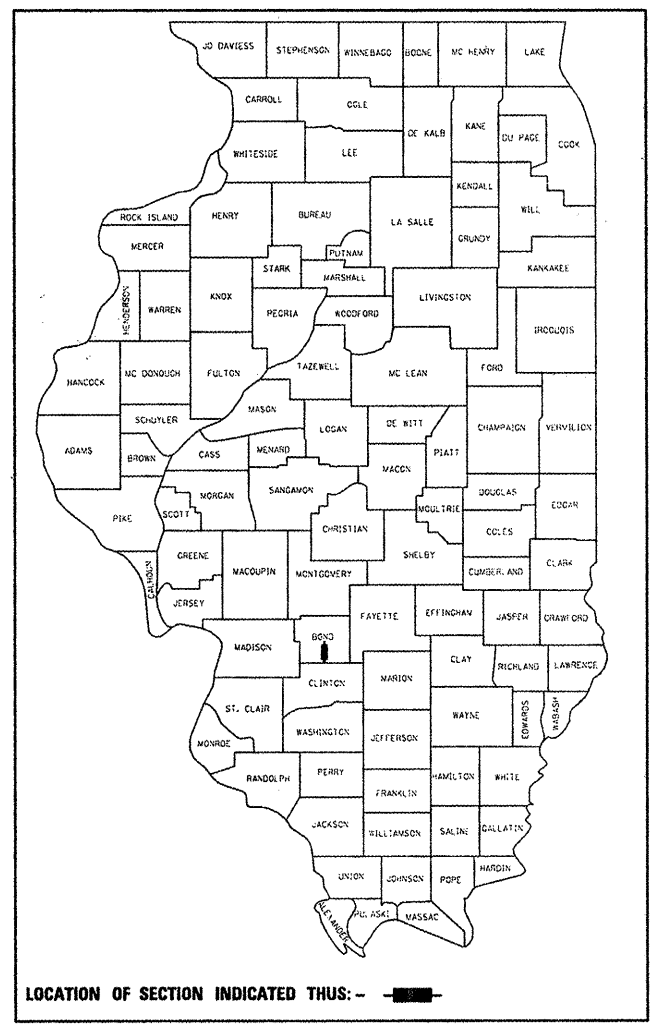 JO DAVIESS STEPHENSON WINNEBAGO BOONE MC HENRY LAKE
CARROLL OGLE
DE KALB KANE DU PAGE COOK
WHITESIDE LEE
KENDALL
HENRY BUREAU LA SALLE WILL
ROCK ISLAND
GRUNDY
MERCER PUTNAM
STARK MARSHALL KANKAKEE
HENDERSON WARREN KNOX PEORIA WOODFORD LIVINGSTON IROQUOIS
HANCOCK MC DONOUGH FULTON TAZEWELL MC LEAN FORD
MASON
SCHUYLER LOGAN DE WITT CHAMPAIGN VERMILION
ADAMS BROWN CASS MENARD PIATT
MACON
MORGAN SANGAMON DOUGLAS EDGAR
PIKE SCOTT MOULTRIE
CHRISTIAN COLES
GREENE SHELBY
CALHOUN MACOUPIN MONTGOVERY CUMBERLAND CLARK
JERSEY
FAYETTE EFFINGHAM JASPER CRAWFORD
MADISON BOND
CLAY RICHLAND LAWRENCE
CLINTON MARION
ST. CLAIR WAYNE EDWARDS WABASH
WASHINGTON JEFFERSON
MONROE
RANDOLPH PERRY HAMILTON WHITE
FRANKLIN
JACKSON WILLIAMSON SALINE GALLATIN
UNION JOHNSON POPE HARDIN
ALEXANDER PULASKI MASSAC
LOCATION OF SECTION INDICATED THUS: –